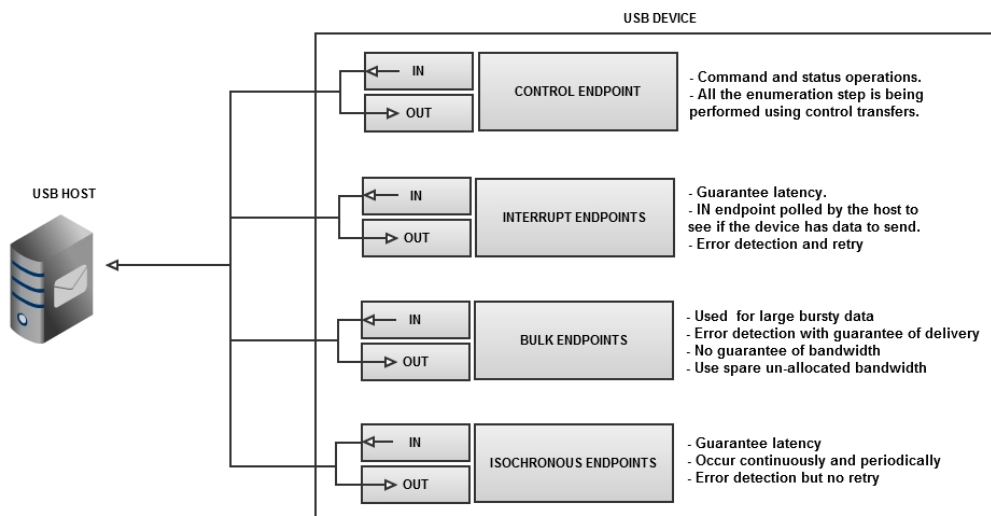 USB DEVICE
IN
OUT
CONTROL ENDPOINT
- Command and status operations.
- All the enumeration step is being
performed using control transfers.
USB HOST
IN
OUT
INTERRUPT ENDPOINTS
- Guarantee latency.
- IN endpoint polled by the host to
see if the device has data to send.
- Error detection and retry
IN
OUT
BULK ENDPOINTS
- Used for large bursty data
- Error detection with guarantee of delivery
- No guarantee of bandwidth
- Use spare un-allocated bandwidth
IN
OUT
ISOCHRONOUS ENDPOINTS
- Guarantee latency
- Occur continuously and periodically
- Error detection but no retry